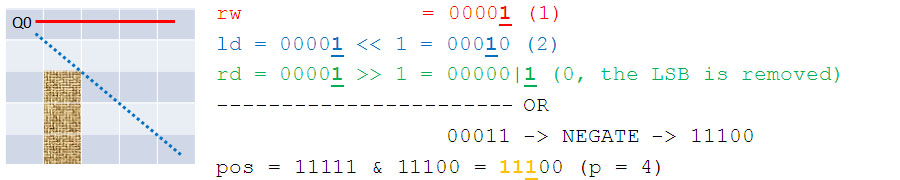 Q0
rw = 00001 (1)
ld = 00001 << 1 = 00010 (2)
rd = 00001 >> 1 = 00000|1 (0, the LSB is removed)
----------------------- OR
00011 -> NEGATE -> 11100
pos = 11111 & 11100 = 11100 (p = 4)